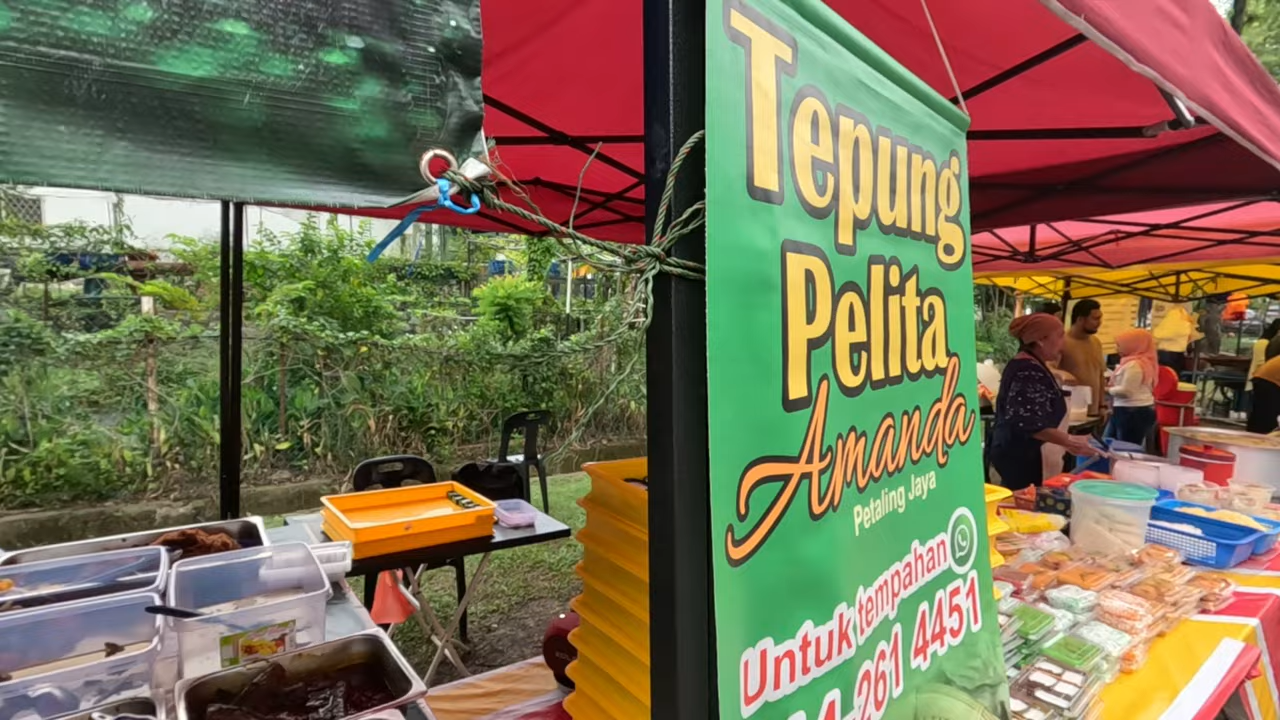 Tepung
Pelita
Amanda
Petaling Jaya
Untuk tempahan
261 4451